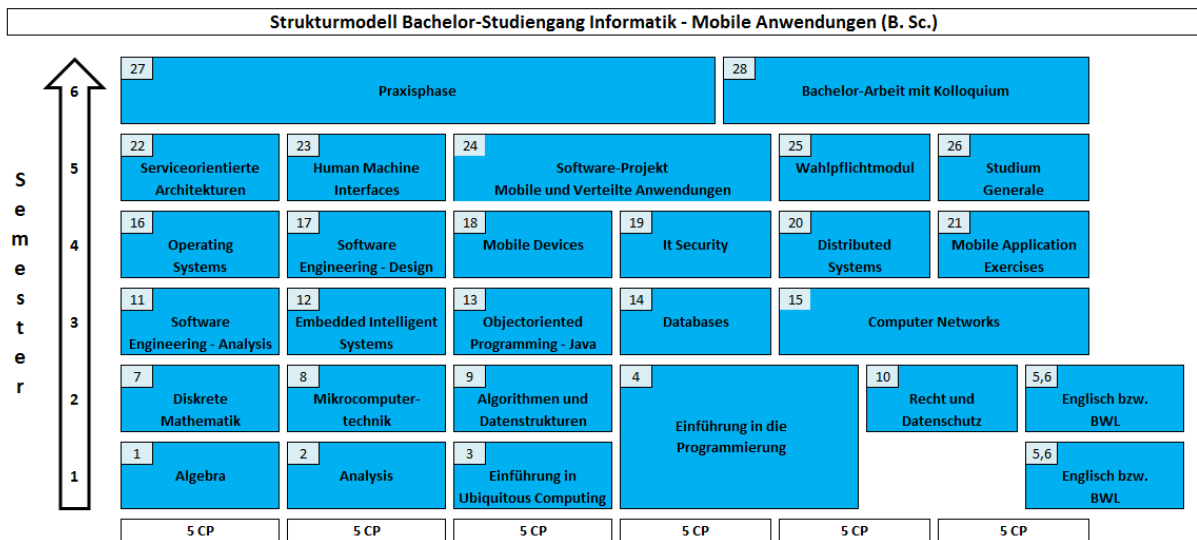 Strukturmodell Bachelor-Studiengang Informatik - Mobile Anwendungen (B. Sc.)
Semester
6
27
Praxisphase
28
Bachelor-Arbeit mit Kolloquium
5
22
Serviceorientierte
Architekturen
23
Human Machine
Interfaces
24
Software-Projekt
Mobile und Verteilte Anwendungen
25
Wahlpflichtmodul
26
Studium
Generale
4
16
Operating
Systems
17
Software
Engineering - Design
18
Mobile Devices
19
It Security
20
Distributed
Systems
21
Mobile Application
Exercises
3
11
Software
Engineering - Analysis
12
Embedded Intelligent
Systems
13
Objectoriented
Programming - Java
14
Databases
15
Computer Networks
2
7
Diskrete
Mathematik
8
Mikrocomputer-
technik
9
Algorithmen und
Datenstrukturen
4
Einführung in die
Programmierung
10
Recht und
Datenschutz
5,6
Englisch bzw.
BWL
1
1
Algebra
2
Analysis
3
Einführung in
Ubiquitous Computing
5,6
Englisch bzw.
BWL
5 CP
5 CP
5 CP
5 CP
5 CP
5 CP